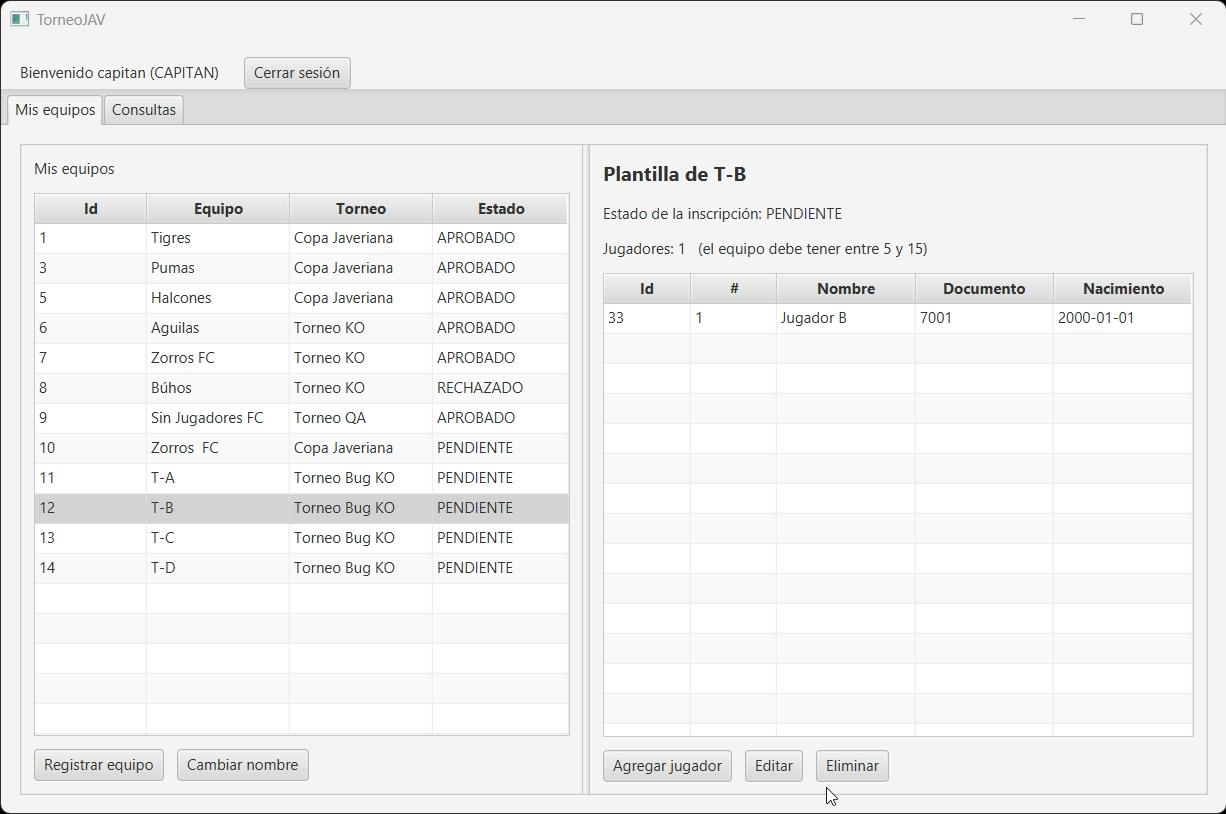 TorneoJAV
Bienvenido capitan (CAPITAN) Cerrar sesión
Mis equipos Consultas
Mis equipos
Id Equipo Torneo Estado
1 Tigres Copa Javeriana APROBADO
3 Pumas Copa Javeriana APROBADO
5 Halcones Copa Javeriana APROBADO
6 Aguilas Torneo KO APROBADO
7 Zorros FC Torneo KO APROBADO
8 Búhos Torneo KO RECHAZADO
9 Sin Jugadores FC Torneo QA APROBADO
10 Zorros  FC Copa Javeriana PENDIENTE
11 T-A Torneo Bug KO PENDIENTE
12 T-B Torneo Bug KO PENDIENTE
13 T-C Torneo Bug KO PENDIENTE
14 T-D Torneo Bug KO PENDIENTE
Registrar equipo Cambiar nombre
Plantilla de T-B
Estado de la inscripción: PENDIENTE
Jugadores: 1 (el equipo debe tener entre 5 y 15)
Id # Nombre Documento Nacimiento
33 1 Jugador B 7001 2000-01-01
Agregar jugador Editar Eliminar